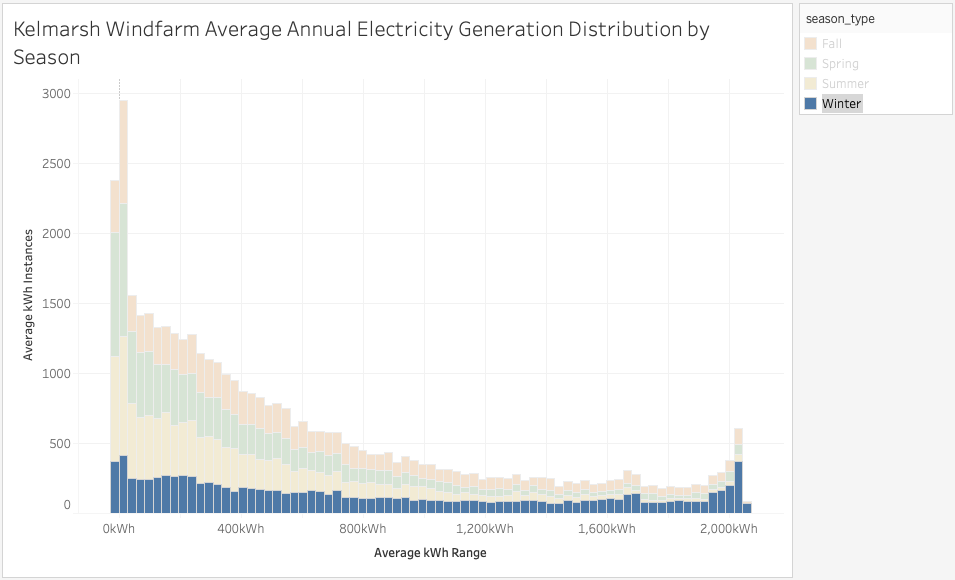 Kelmarsh Windfarm Average Annual Electricity Generation Distribution by
Season
season_type
Fall
Spring
Summer
Winter
3000
2500
2000
1500
1000
500
0
Average kWh Instances
0kWh
400kWh
800kWh
1,200kWh
1,600kWh
2,000kWh
Average kWh Range